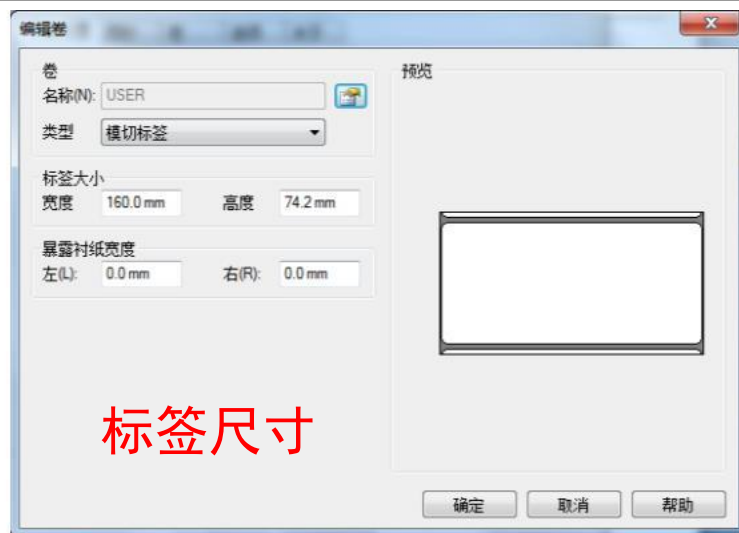 编辑卷
卷
名称(N): USER
类型 模切标签
标签大小
宽度 160.0 mm 高度 74.2 mm
暴露衬纸宽度
左(L): 0.0 mm 右(R): 0.0 mm
预览
标签尺寸
确定 取消 帮助